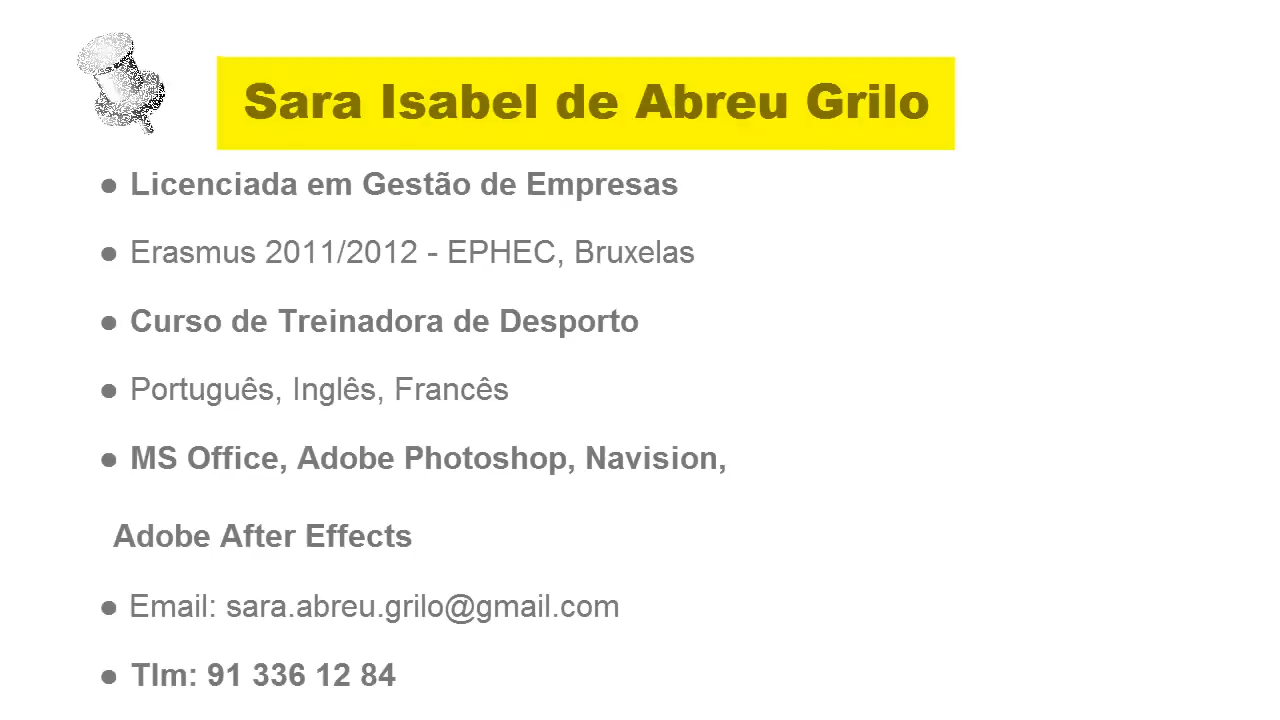 Sara Isabel de Abreu Grilo
● Licenciada em Gestão de Empresas
● Erasmus 2011/2012 - EPHEC, Bruxelas
● Curso de Treinadora de Desporto
● Português, Inglês, Francês
● MS Office, Adobe Photoshop, Navision,
Adobe After Effects
● Email: sara.abreu.grilo@gmail.com
● Tlm: 91 336 12 84